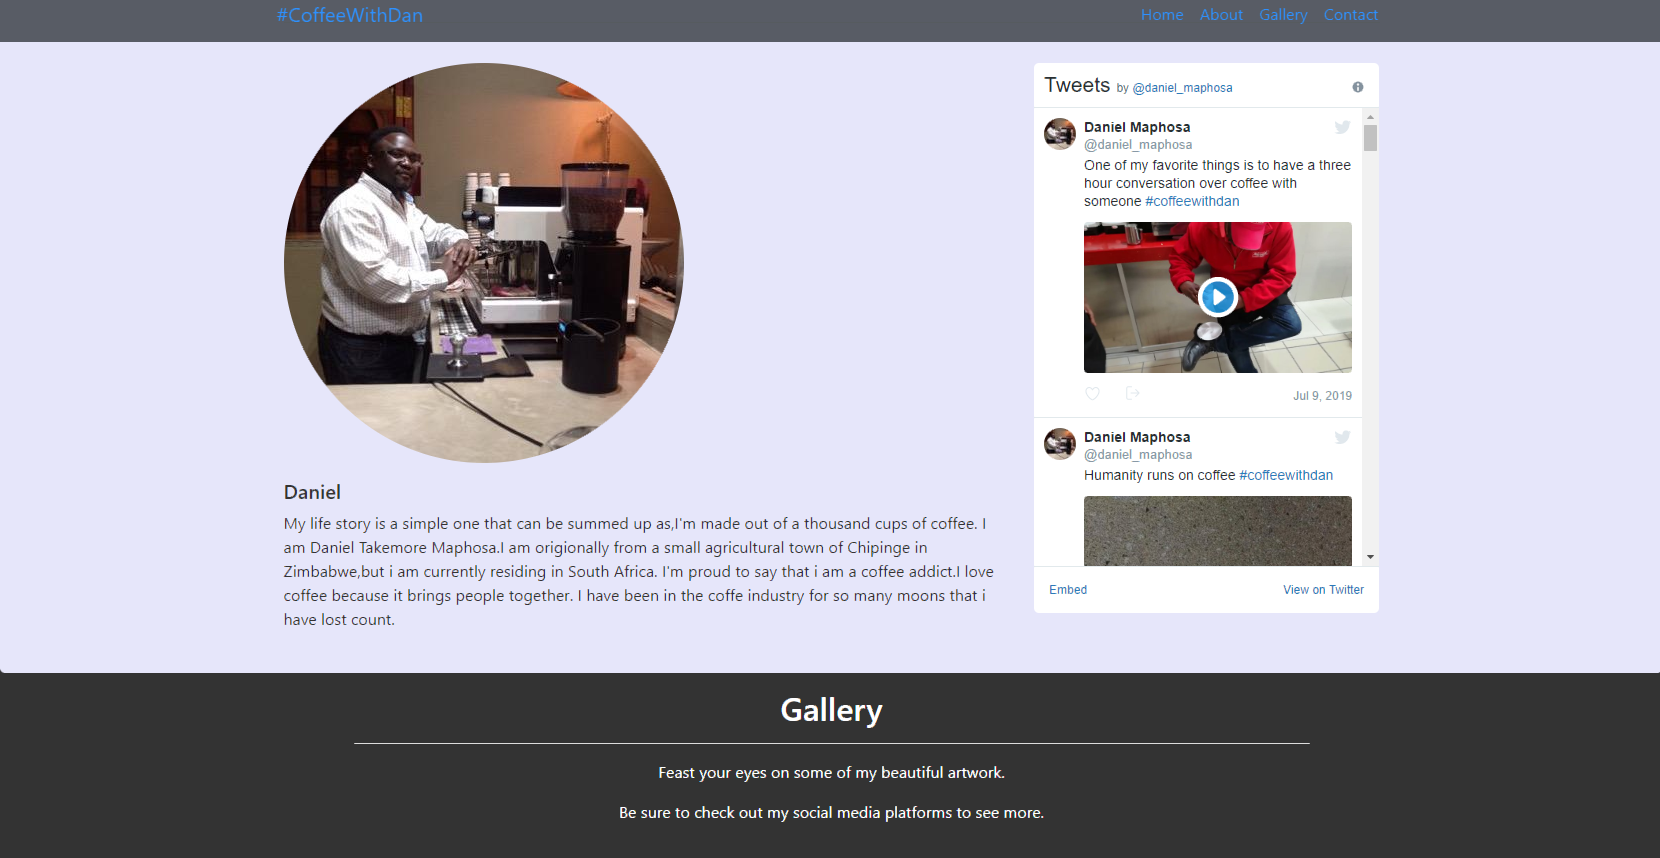 #CoffeeWithDan
Home About Gallery Contact
Daniel
My life story is a simple one that can be summed up as,I'm made out of a thousand cups of coffee. I
am Daniel Takemore Maphosa.I am origionally from a small agricultural town of Chipinge in
Zimbabwe,but i am currently residing in South Africa. I'm proud to say that i am a coffee addict.I love
coffee because it brings people together. I have been in the coffe industry for so many moons that i
have lost count.
Tweets by @daniel_maphosa
Daniel Maphosa
@daniel_maphosa
One of my favorite things is to have a three
hour conversation over coffee with
someone #coffeewithdan
Jul 9, 2019
Daniel Maphosa
@daniel_maphosa
Humanity runs on coffee #coffeewithdan
Embed
View on Twitter
Gallery
Feast your eyes on some of my beautiful artwork.
Be sure to check out my social media platforms to see more.